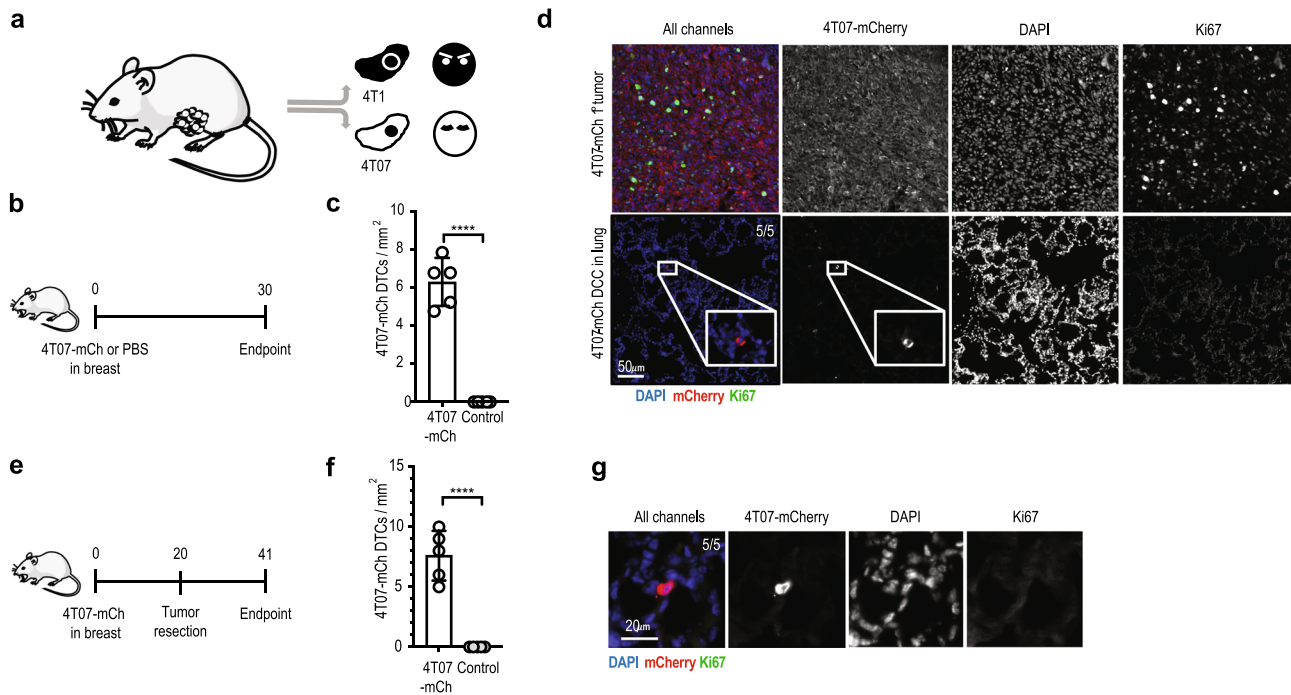 a
4T1
4T07
b
0
30
4T07-mCh or PBS
in breast
Endpoint
c
4T07-mCh DTCs / mm²
8
6
4
2
0
****
4T07
-mCh
Control
d
All channels
4T07-mCherry
DAPI
Ki67
4T07-mCh 1° tumor
4T07-mCh DCC in lung
5/5
50μm
DAPI mCherry Ki67
e
0
20
41
4T07-mCh
in breast
Tumor
resection
Endpoint
f
4T07-mCh DTCs / mm²
15
10
5
0
****
4T07
-mCh
Control
g
All channels
4T07-mCherry
DAPI
Ki67
5/5
20μm
DAPI mCherry Ki67